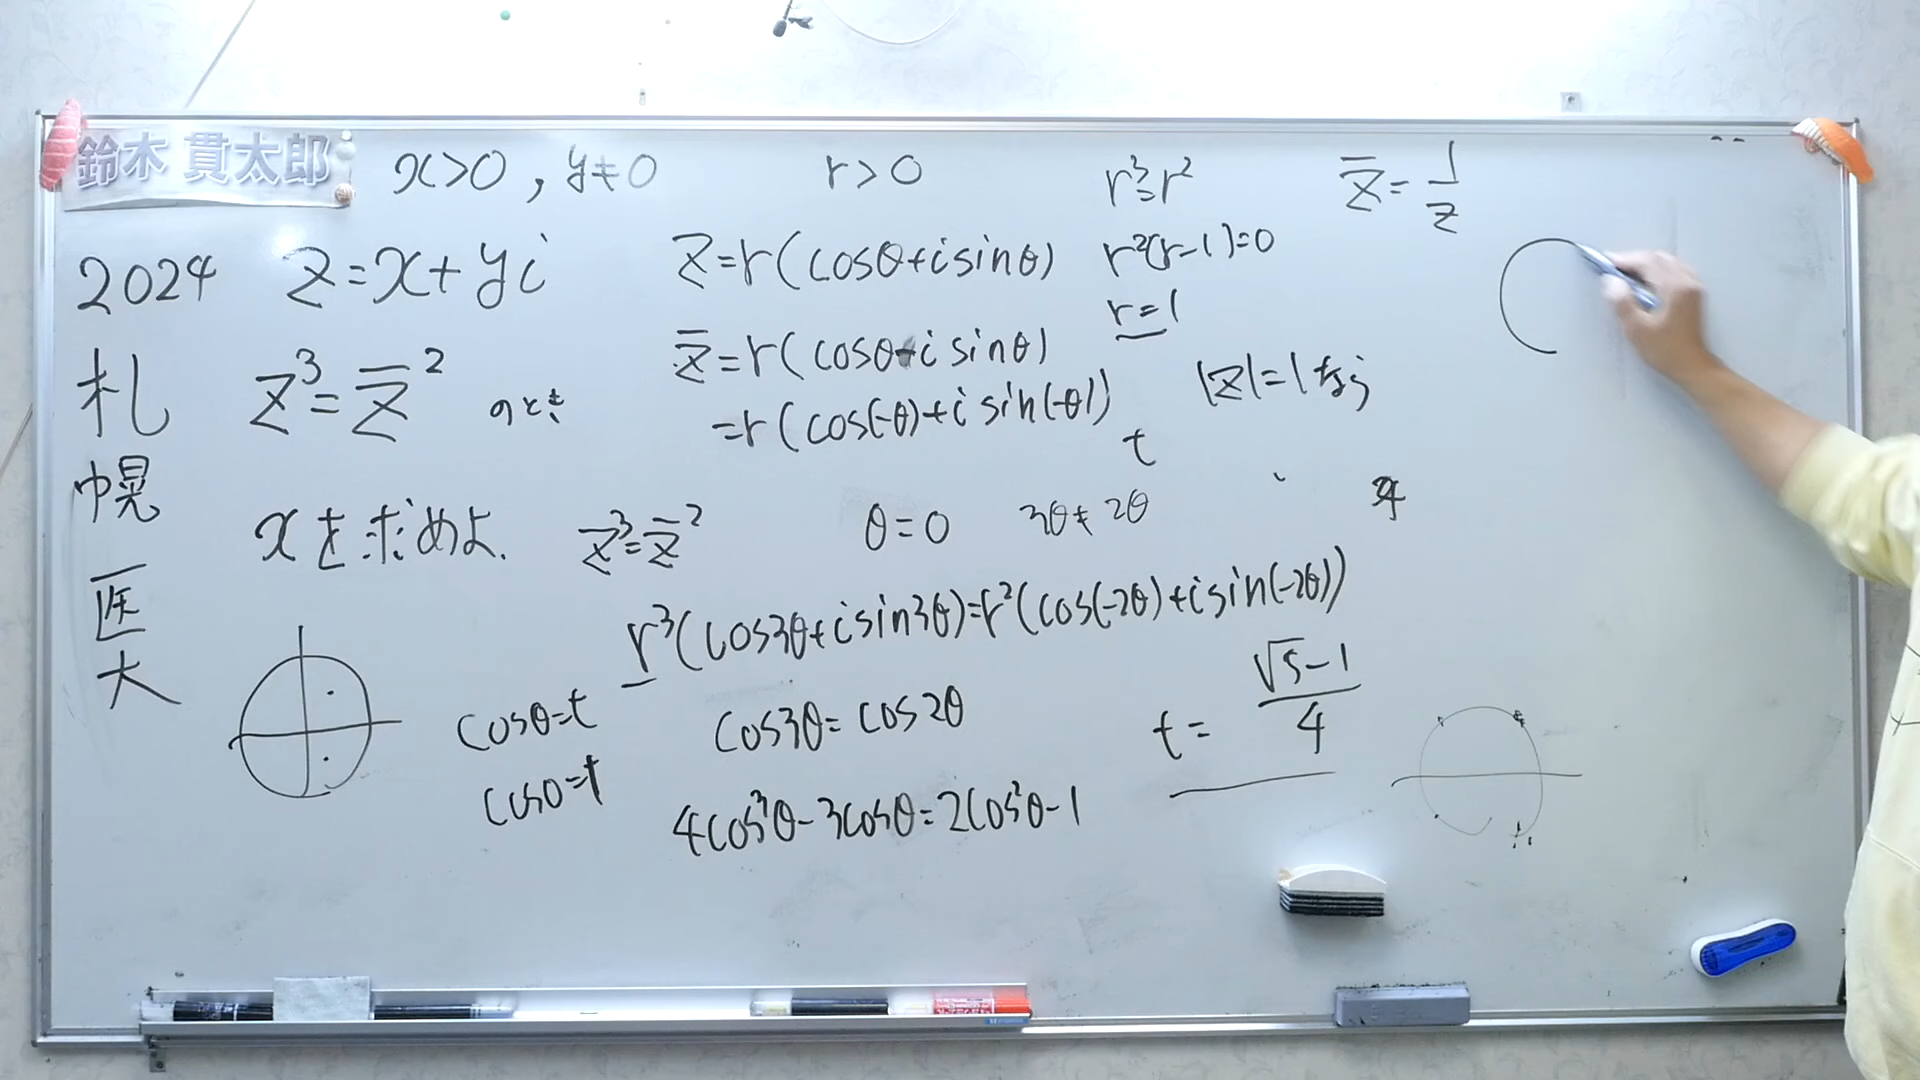 鈴木 貫太郎
x>0, y≠0
2024
札幌医大
z=x+yi
z³=z̅² のとき
xを求めよ.
r>0
z=r(cosθ+isinθ)
z̅=r(cosθ-isinθ)
=r(cos(-θ)+isin(-θ))
z³=z̅²
θ=0
3θ≠2θ
r³(cos3θ+isin3θ)=r²(cos(-2θ)+isin(-2θ))
cosθ=t
cosθ=t
cos3θ=cos2θ
4cos³θ-3cosθ=2cos²θ-1
r³=r²
r²(r-1)=0
r=1
t
z̅=1/z
|z|=1なら
t=(√5-1)/4